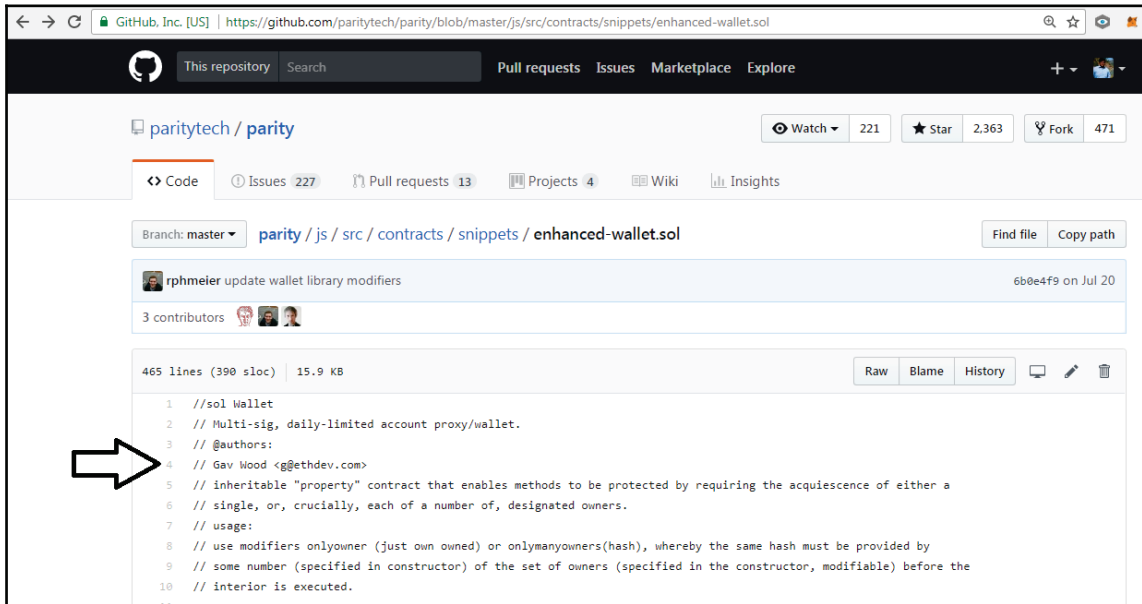 GitHub, Inc. [US] | https://github.com/paritytech/parity/blob/master/js/src/contracts/snippets/enhanced-wallet.sol
This repository Search Pull requests Issues Marketplace Explore
paritytech / parity Watch 221 Star 2,363 Fork 471
<> Code Issues 227 Pull requests 13 Projects 4 Wiki Insights
Branch: master parity / js / src / contracts / snippets / enhanced-wallet.sol Find file Copy path
rphmeier update wallet library modifiers 6b0e4f9 on Jul 20
3 contributors
465 lines (390 sloc) 15.9 KB Raw Blame History
1 //sol Wallet
2 // Multi-sig, daily-limited account proxy/wallet.
3 // @authors:
4 // Gav Wood <g@ethdev.com>
5 // inheritable "property" contract that enables methods to be protected by requiring the acquiescence of either a
6 // single, or, crucially, each of a number of, designated owners.
7 // usage:
8 // use modifiers onlyowner (just own owned) or onlymanyowners(hash), whereby the same hash must be provided by
9 // some number (specified in constructor) of the set of owners (specified in the constructor, modifiable) before the
10 // interior is executed.